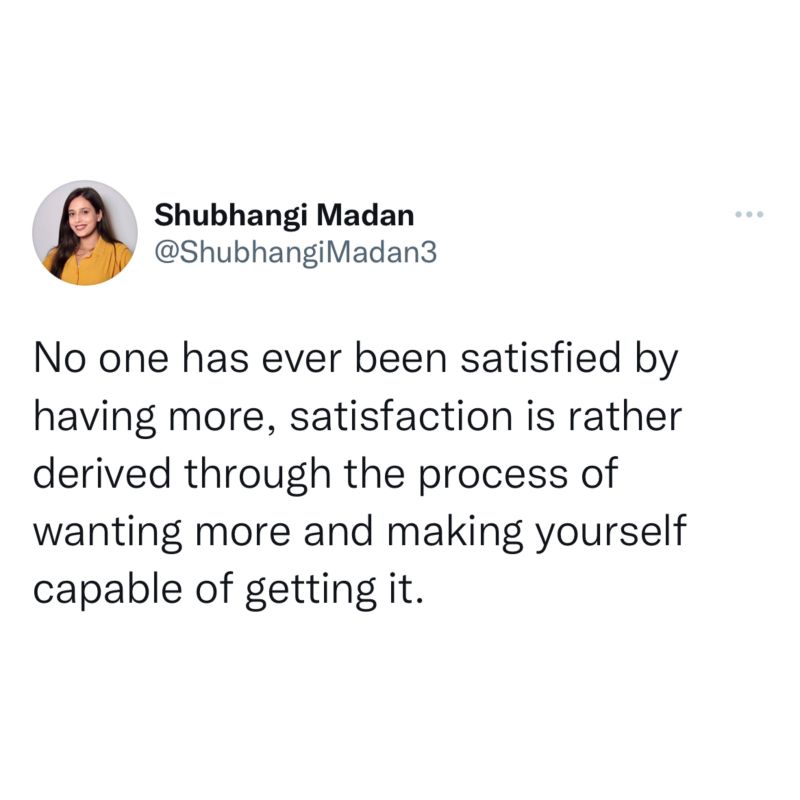 Shubhangi Madan
@ShubhangiMadan3
No one has ever been satisfied by
having more, satisfaction is rather
derived through the process of
wanting more and making yourself
capable of getting it.